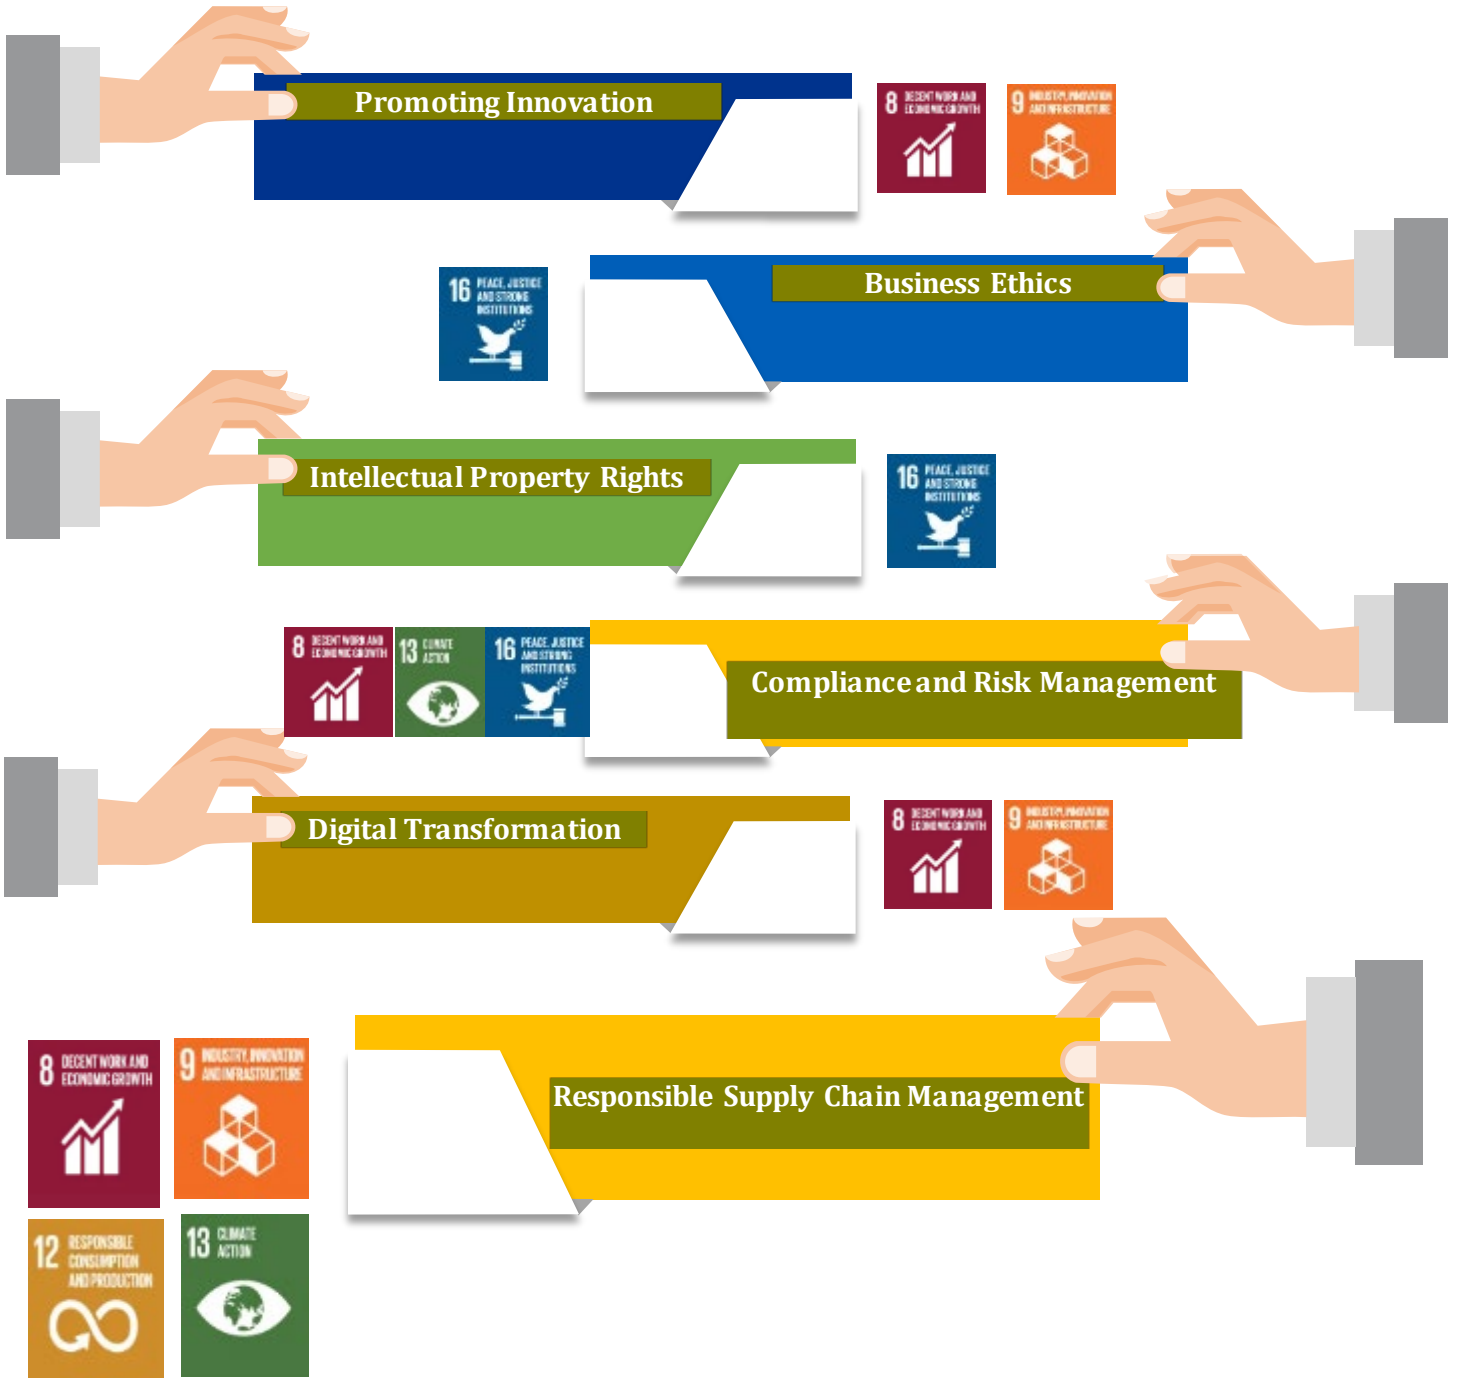 Promoting Innovation
8 DECENT WORK AND
ECONOMIC GROWTH
9 INDUSTRY, INNOVATION
AND INFRASTRUCTURE
16 PEACE, JUSTICE
AND STRONG
INSTITUTIONS
Business Ethics
Intellectual Property Rights
16 PEACE, JUSTICE
AND STRONG
INSTITUTIONS
8 DECENT WORK AND
ECONOMIC GROWTH
13 CLIMATE
ACTION
16 PEACE, JUSTICE
AND STRONG
INSTITUTIONS
Compliance and Risk Management
Digital Transformation
8 DECENT WORK AND
ECONOMIC GROWTH
9 INDUSTRY, INNOVATION
AND INFRASTRUCTURE
8 DECENT WORK AND
ECONOMIC GROWTH
9 INDUSTRY, INNOVATION
AND INFRASTRUCTURE
Responsible Supply Chain Management
12 RESPONSIBLE
CONSUMPTION
AND PRODUCTION
13 CLIMATE
ACTION